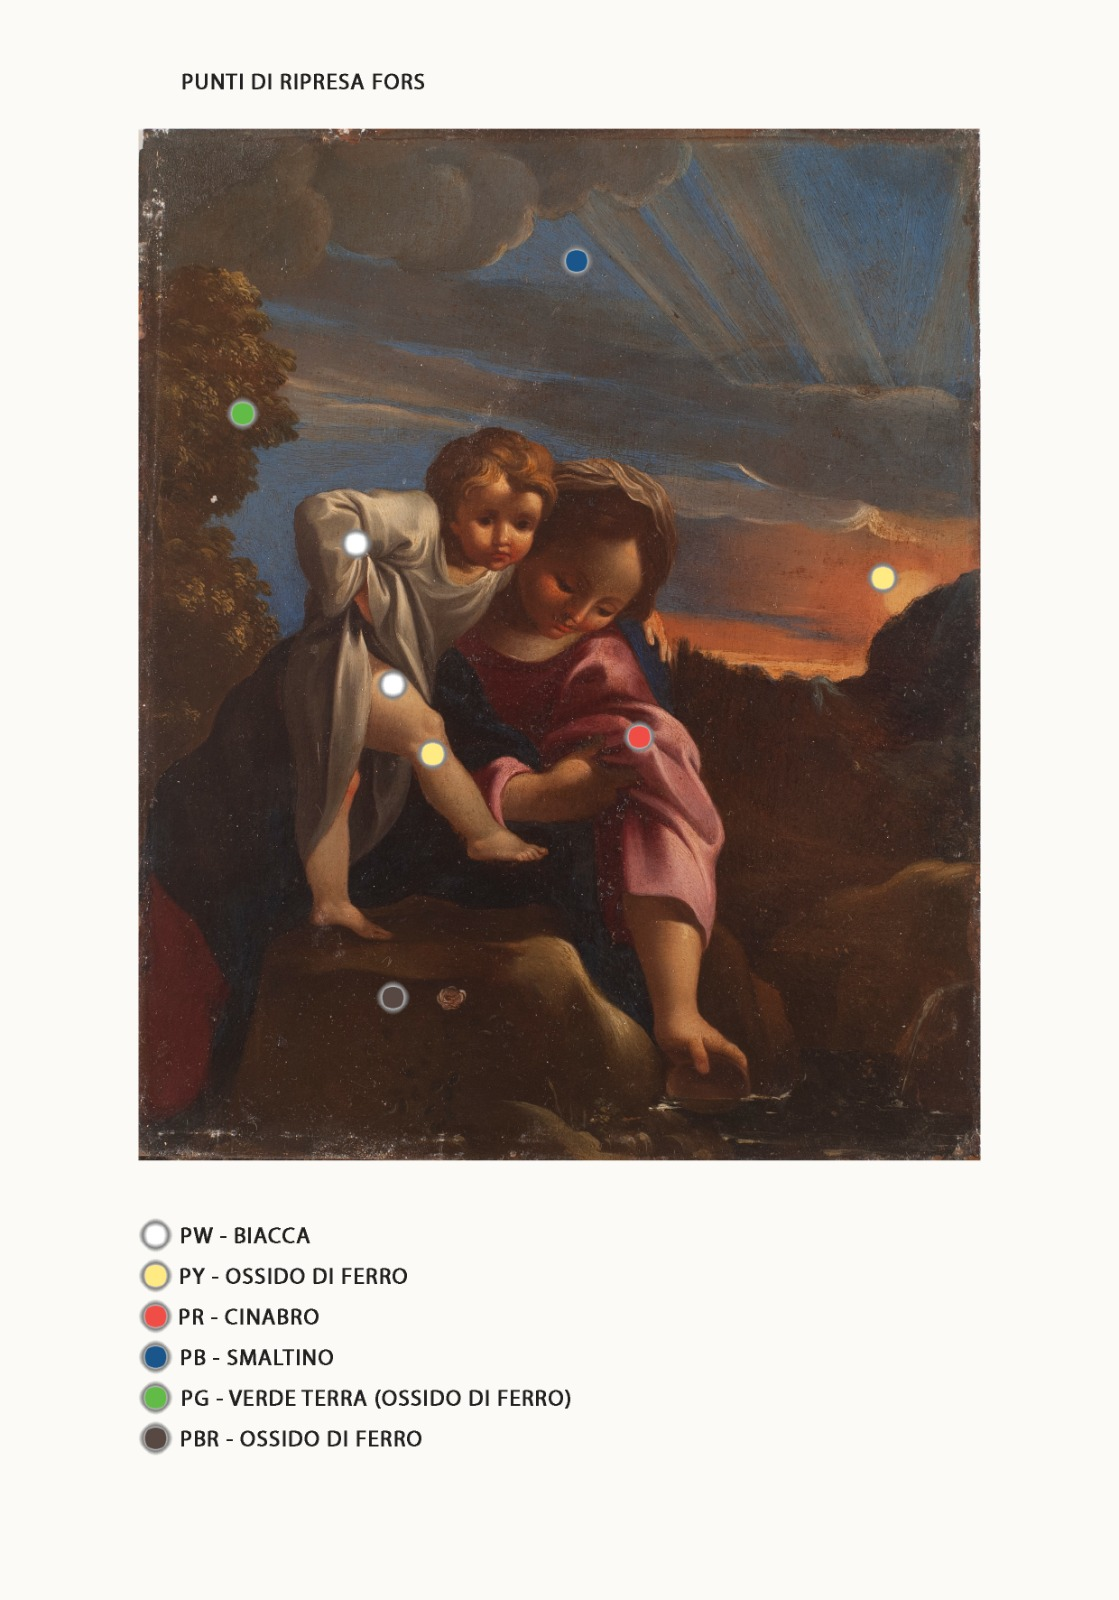 PUNTI DI RIPRESA FORS
PW - BIACCA
PY - OSSIDO DI FERRO
PR - CINABRO
PB - SMALTINO
PG - VERDE TERRA (OSSIDO DI FERRO)
PBR - OSSIDO DI FERRO